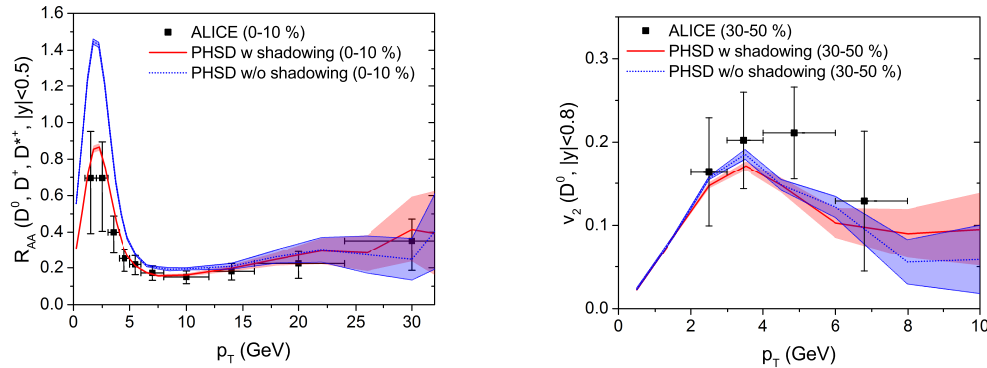 ALICE (0-10 %)
PHSD w shadowing (0-10 %)
PHSD w/o shadowing (0-10 %)
R_AA (D^0, D^+, D*^+, |y|<0.5)
1.6
1.4
1.2
1.0
0.8
0.6
0.4
0.2
0.0
0 5 10 15 20 25 30
p_T (GeV)
ALICE (30-50 %)
PHSD w shadowing (30-50 %)
PHSD w/o shadowing (30-50 %)
v_2 (D^0, |y|<0.8)
0.3
0.2
0.1
0.0
0 2 4 6 8 10
p_T (GeV)